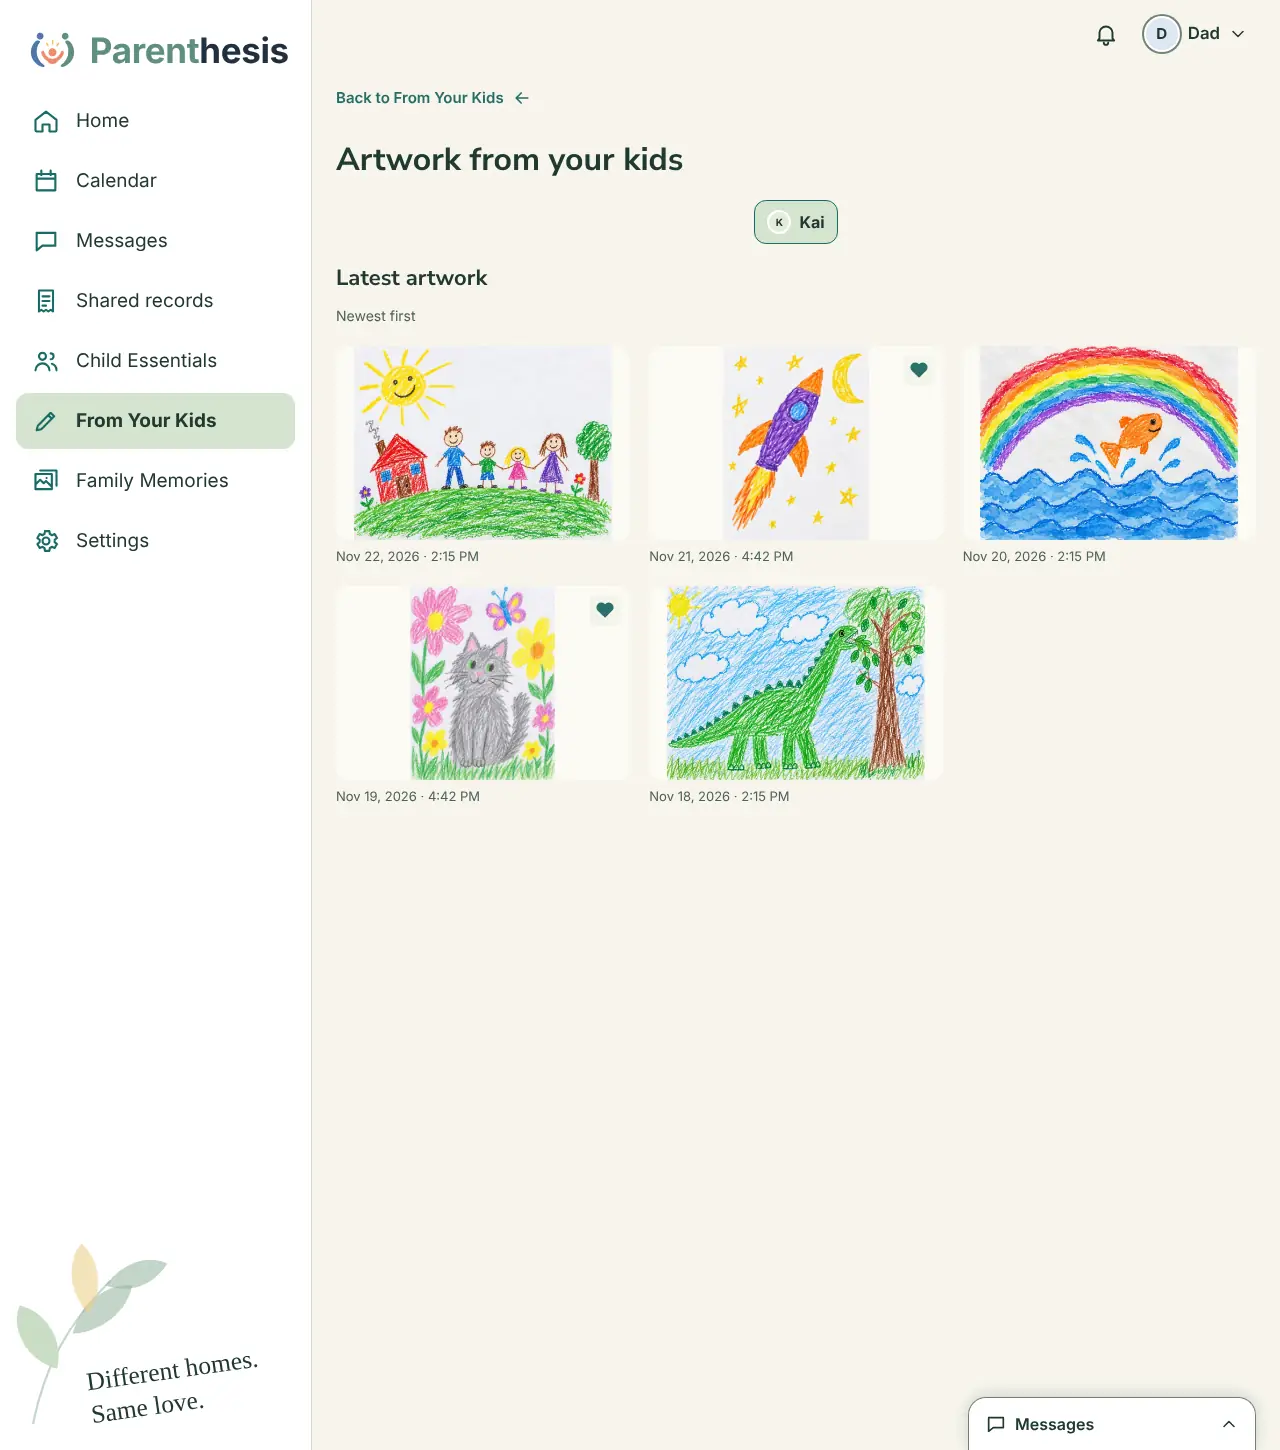 Parenthesis
Home
Calendar
Messages
Shared records
Child Essentials
From Your Kids
Family Memories
Settings
Different homes.
Same love.
D Dad
Back to From Your Kids
Artwork from your kids
K Kai
Latest artwork
Newest first
Nov 22, 2026 · 2:15 PM
Nov 21, 2026 · 4:42 PM
Nov 20, 2026 · 2:15 PM
Nov 19, 2026 · 4:42 PM
Nov 18, 2026 · 2:15 PM
Messages